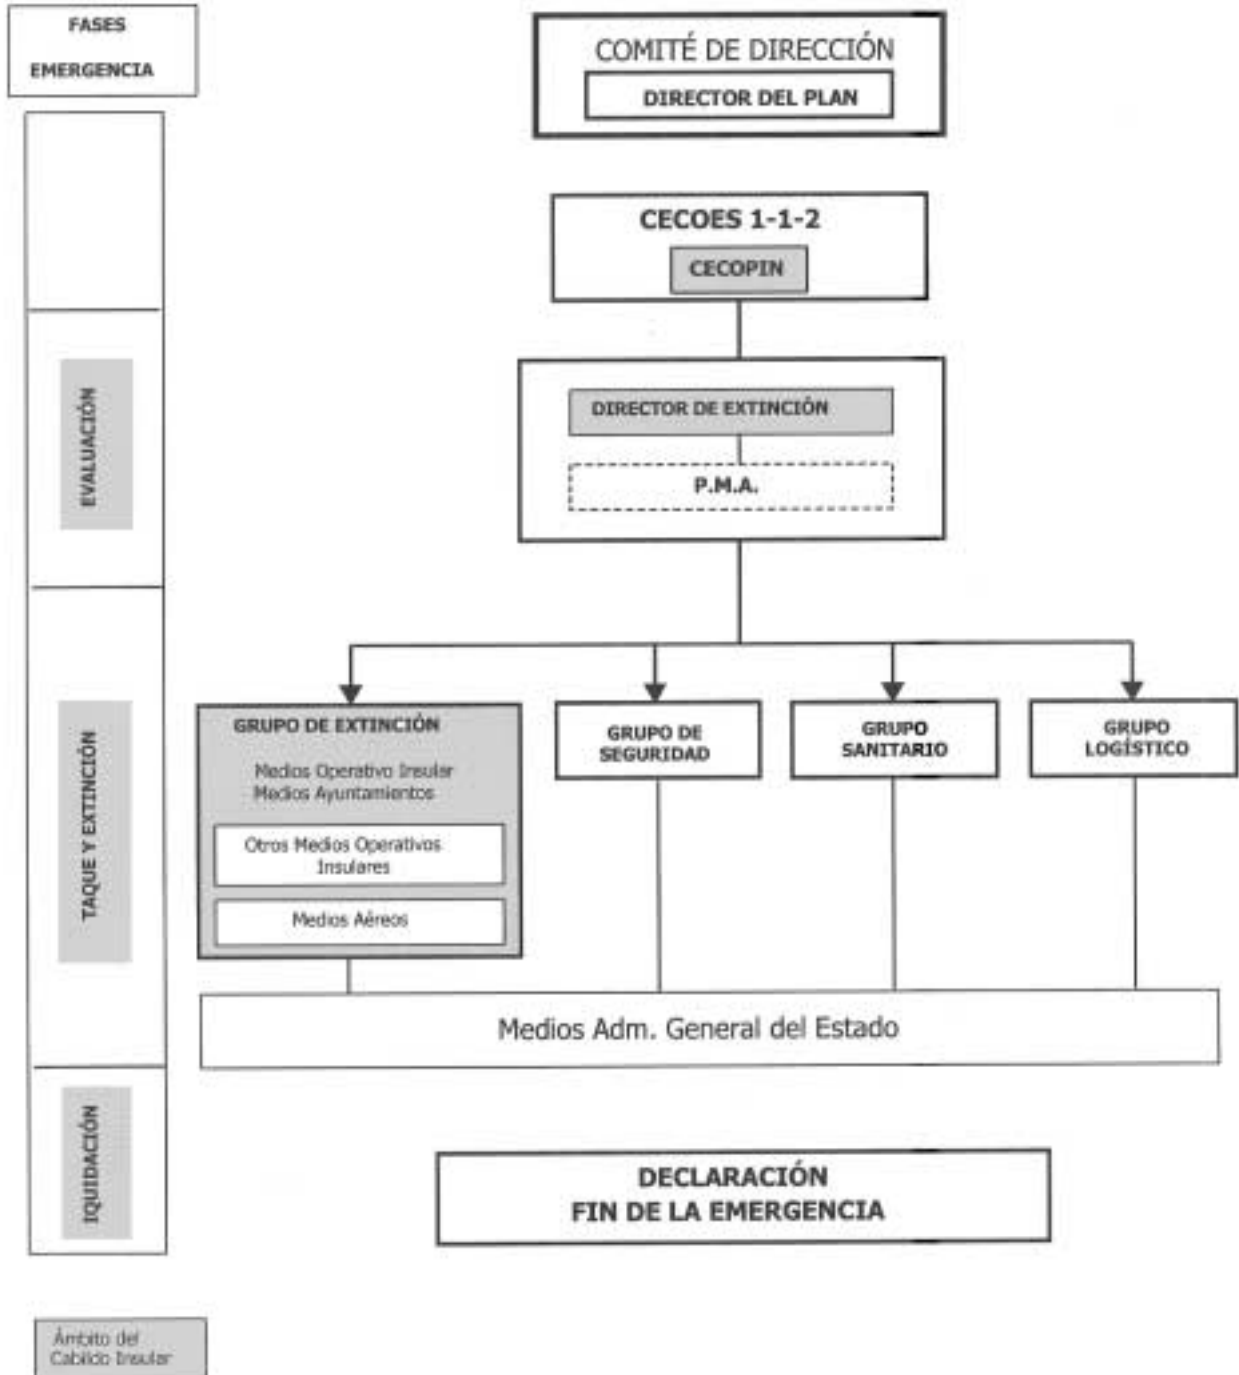 FASES
EMERGENCIA
COMITÉ DE DIRECCIÓN
DIRECTOR DEL PLAN
CECOES 1-1-2
CECOPIN
EVALUACIÓN
DIRECTOR DE EXTINCIÓN
P.M.A.
TAQUE Y EXTINCIÓN
GRUPO DE EXTINCIÓN
Medios Operativo Insular
Medios Ayuntamientos
Otros Medios Operativos
Insulares
Medios Aéreos
GRUPO DE
SEGURIDAD
GRUPO
SANITARIO
GRUPO
LOGÍSTICO
Medios Adm. General del Estado
IQUIDACIÓN
DECLARACIÓN
FIN DE LA EMERGENCIA
Ámbito del
Cabildo Insular